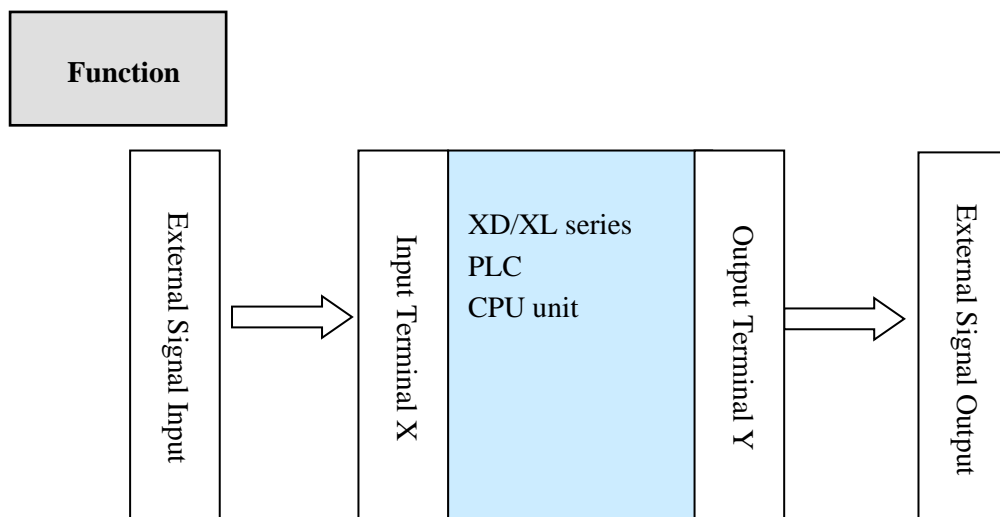 Function
External Signal Input
Input Terminal X
XD/XL series
PLC
CPU unit
Output Terminal Y
External Signal Output